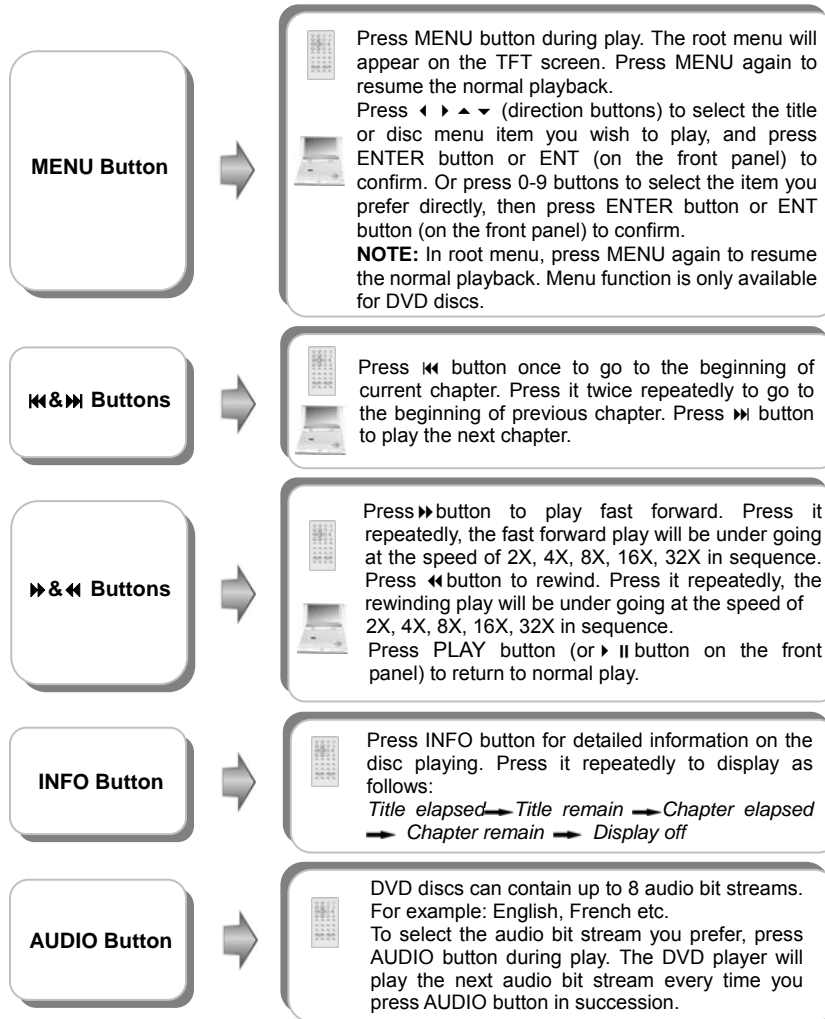 MENU Button
Press MENU button during play. The root menu will
appear on the TFT screen. Press MENU again to
resume the normal playback.
Press ◂ ▸ ▴ ▾ (direction buttons) to select the title
or disc menu item you wish to play, and press
ENTER button or ENT (on the front panel) to
confirm. Or press 0-9 buttons to select the item you
prefer directly, then press ENTER button or ENT
button (on the front panel) to confirm.
NOTE: In root menu, press MENU again to resume
the normal playback. Menu function is only available
for DVD discs.
⏮&⏭ Buttons
Press ⏮ button once to go to the beginning of
current chapter. Press it twice repeatedly to go to
the beginning of previous chapter. Press ⏭ button
to play the next chapter.
⏩&⏪ Buttons
Press ⏩ button to play fast forward. Press it
repeatedly, the fast forward play will be under going
at the speed of 2X, 4X, 8X, 16X, 32X in sequence.
Press ⏪ button to rewind. Press it repeatedly, the
rewinding play will be under going at the speed of
2X, 4X, 8X, 16X, 32X in sequence.
Press PLAY button (or ▸ ⏸ button on the front
panel) to return to normal play.
INFO Button
Press INFO button for detailed information on the
disc playing. Press it repeatedly to display as
follows:
Title elapsed→Title remain →Chapter elapsed
→ Chapter remain → Display off
AUDIO Button
DVD discs can contain up to 8 audio bit streams.
For example: English, French etc.
To select the audio bit stream you prefer, press
AUDIO button during play. The DVD player will
play the next audio bit stream every time you
press AUDIO button in succession.